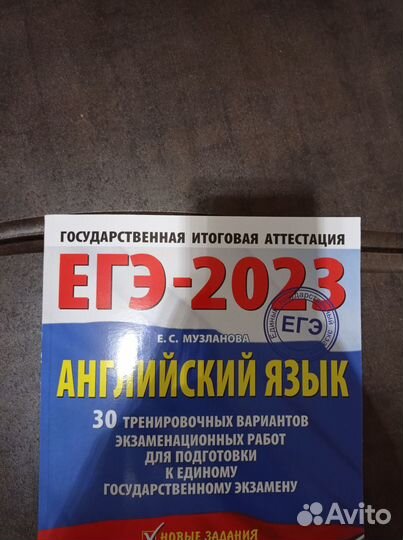 ГОСУДАРСТВЕННАЯ ИТОГОВАЯ АТТЕСТАЦИЯ
ЕГЭ-2023
Е. С. МУЗЛАНОВА
ЕГЭ
АНГЛИЙСКИЙ ЯЗЫК
30 ТРЕНИРОВОЧНЫХ ВАРИАНТОВ
ЭКЗАМЕНАЦИОННЫХ РАБОТ
ДЛЯ ПОДГОТОВКИ
К ЕДИНОМУ
ГОСУДАРСТВЕННОМУ ЭКЗАМЕНУ
НОВЫЕ ЗАДАНИЯ
Avito